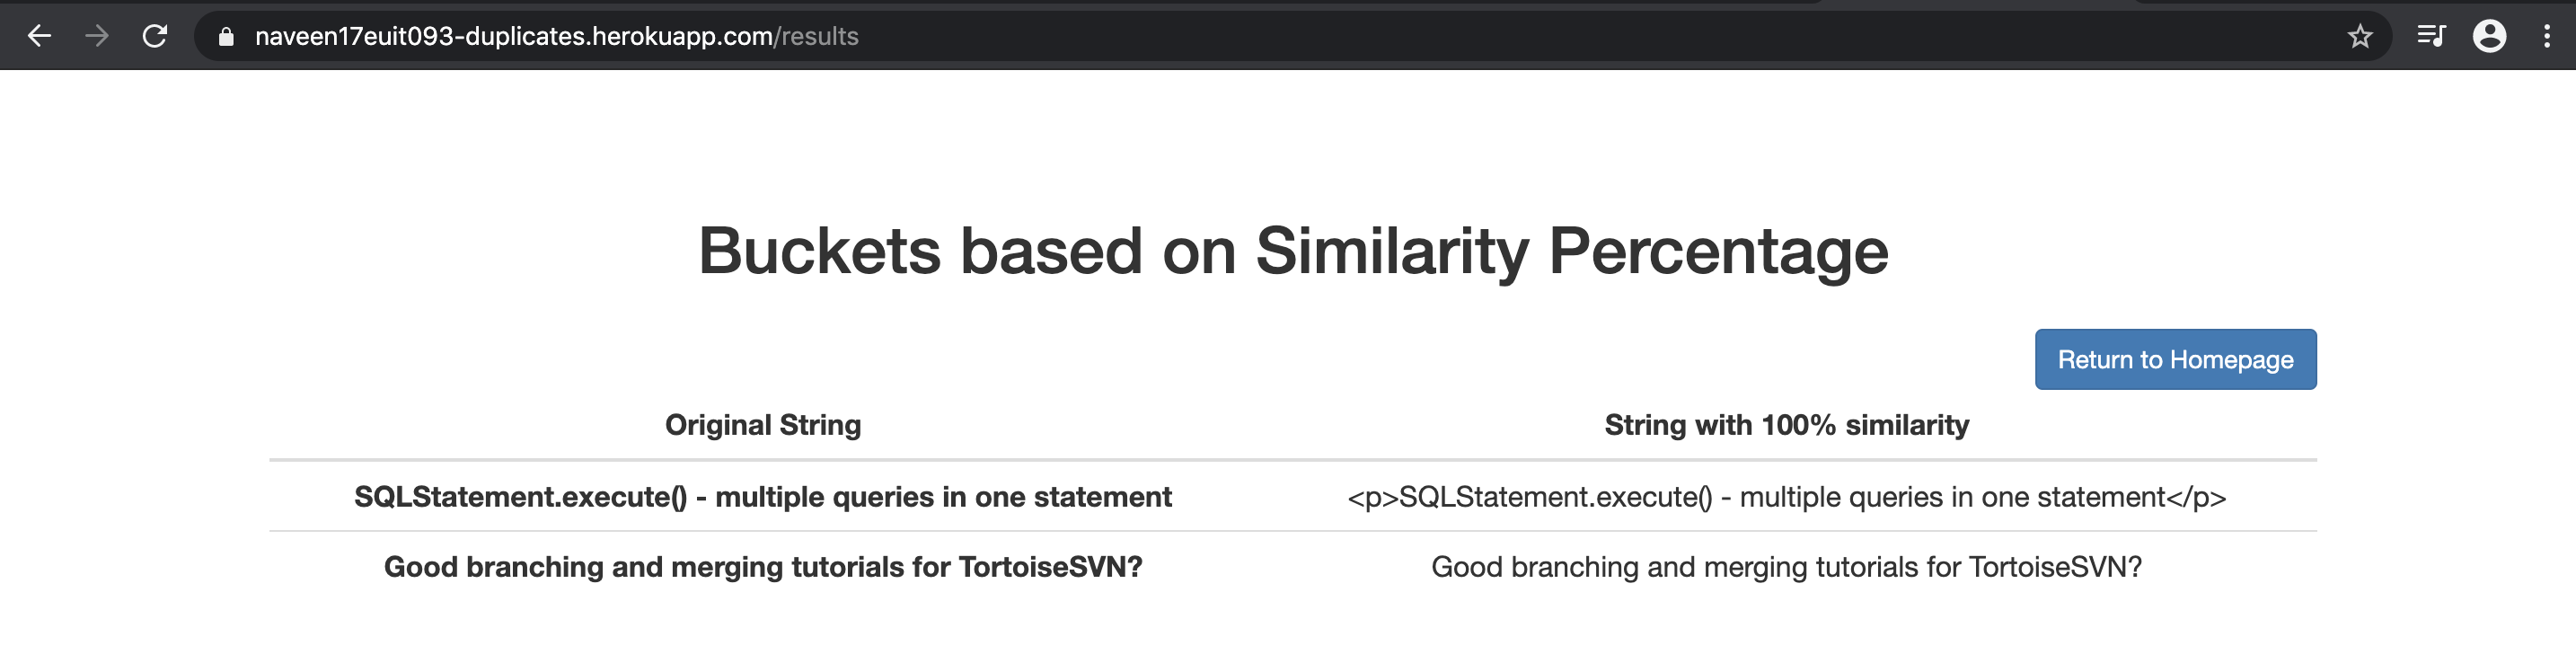 naveen17euit093-duplicates.herokuapp.com/results
Buckets based on Similarity Percentage
Return to Homepage
Original String String with 100% similarity
SQLStatement.execute() - multiple queries in one statement <p>SQLStatement.execute() - multiple queries in one statement</p>
Good branching and merging tutorials for TortoiseSVN? Good branching and merging tutorials for TortoiseSVN?